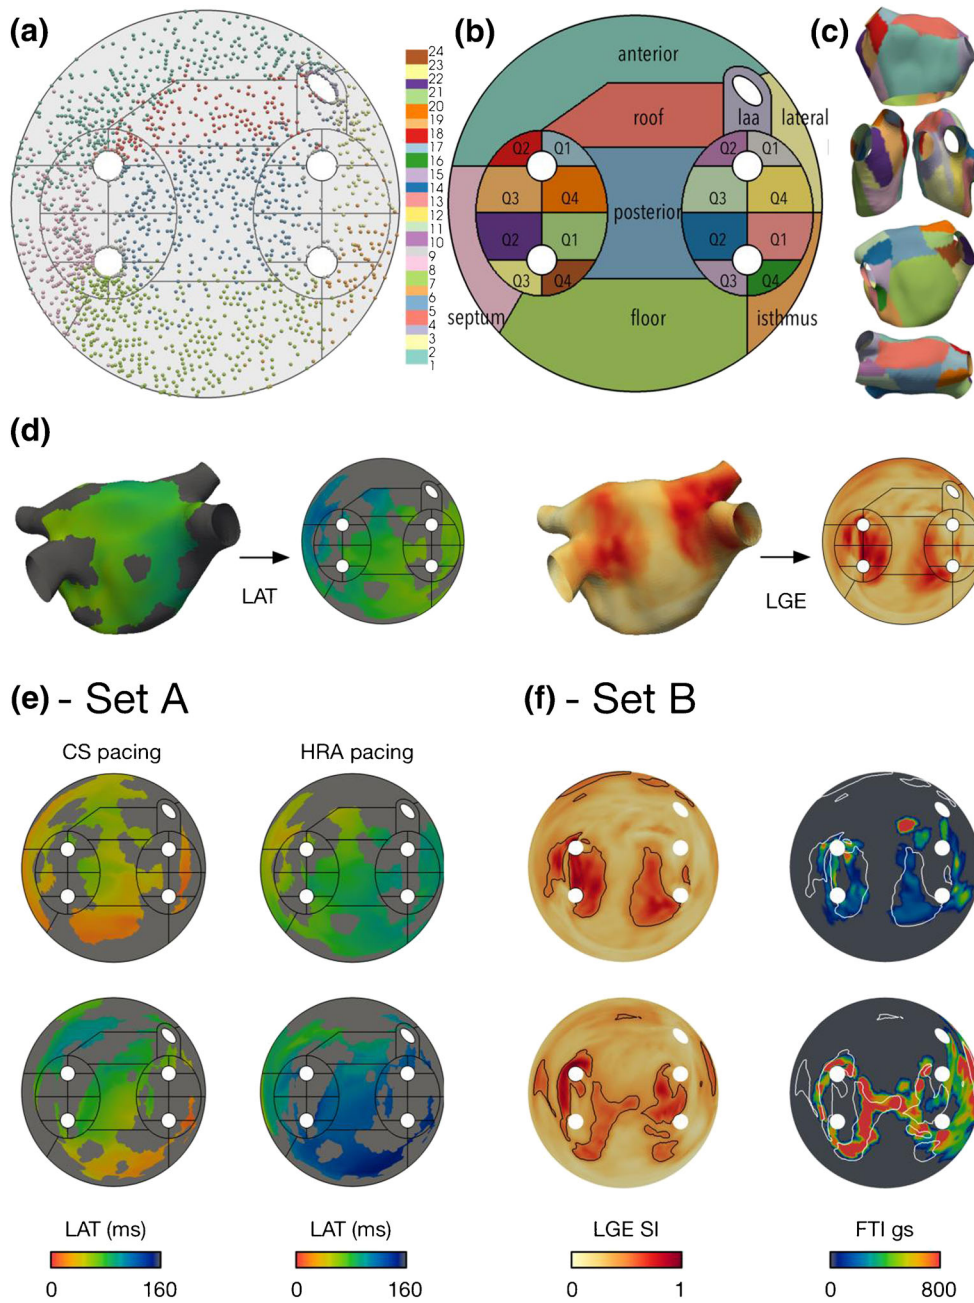 (a)
24
23
22
21
20
19
18
17
16
15
14
13
12
11
10
9
8
7
6
5
4
3
2
1
(b)
anterior
roof
laa
lateral
Q2
Q1
Q2
Q1
Q3
Q4
Q3
Q4
posterior
Q2
Q1
Q2
Q1
Q3
Q4
Q3
Q4
septum
floor
isthmus
(c)
(d)
LAT
LGE
(e) - Set A
CS pacing
HRA pacing
LAT (ms)
0 160
LAT (ms)
0 160
(f) - Set B
LGE SI
0 1
FTI gs
0 800